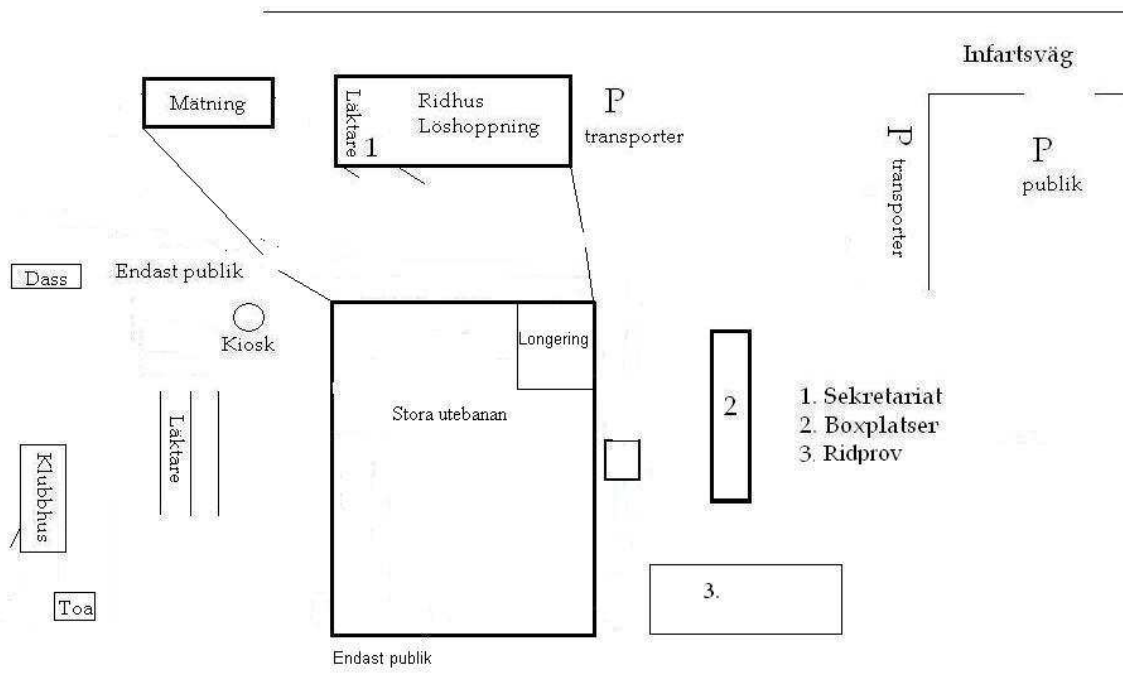 Infartsväg
Mätning
Läktare
1
Ridhus
Löshoppning
P
transporter
P
transporter
P
publik
Dass
Endast publik
Kiosk
Longering
Stora utebanan
Läktare
Klubbhus
Toa
2
1. Sekretariat
2. Boxplatser
3. Ridprov
3.
Endast publik